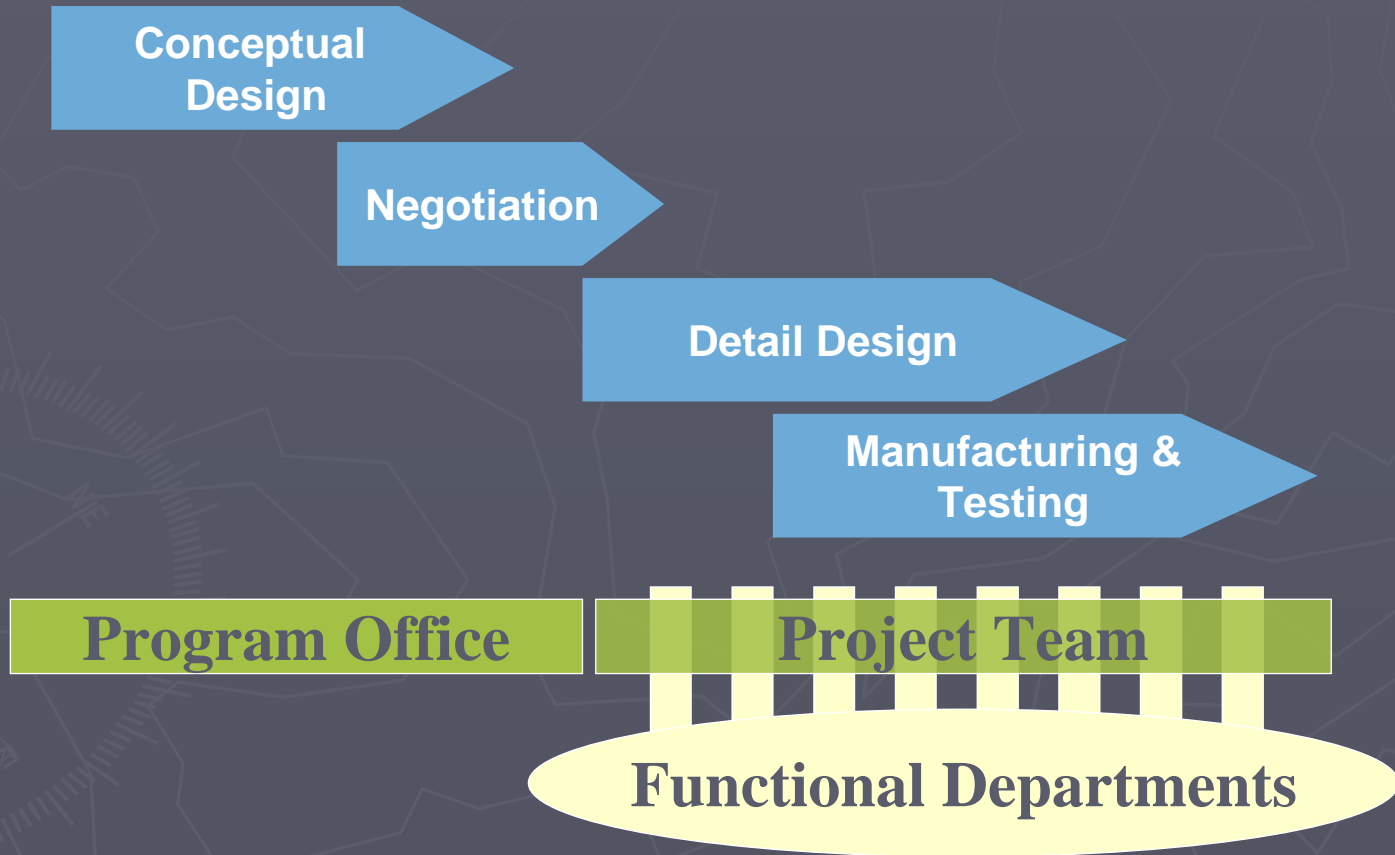 Conceptual
Design
Negotiation
Detail Design
Manufacturing &
Testing
Program Office
Project Team
Functional Departments